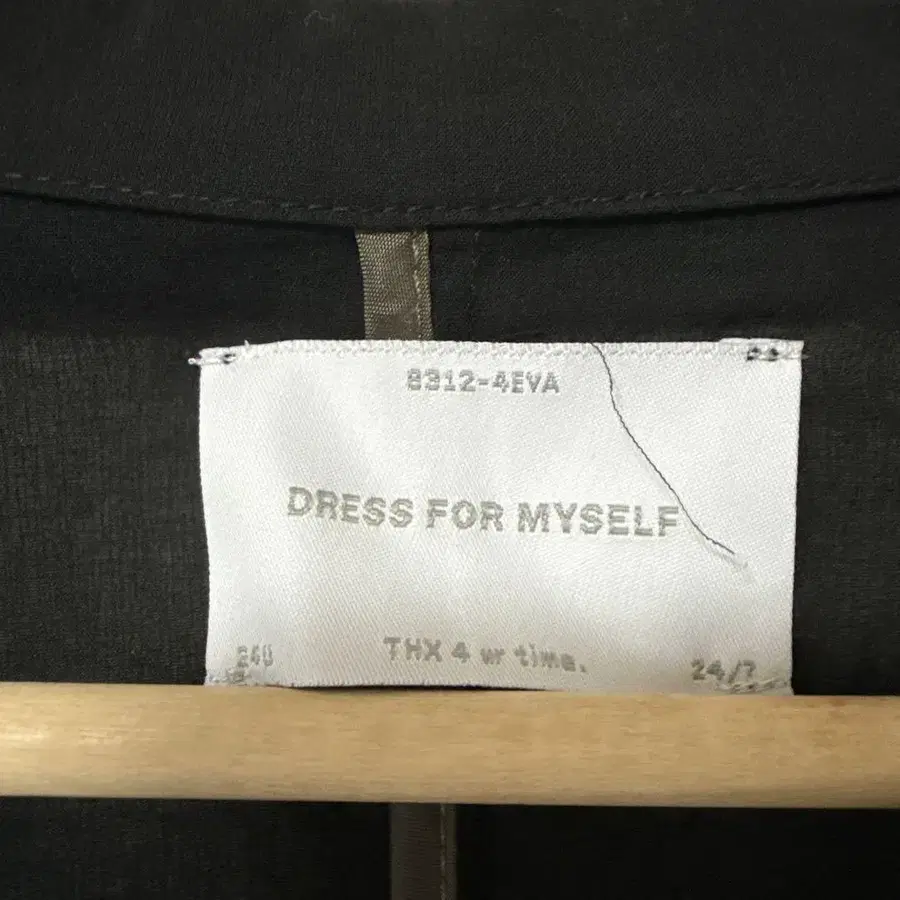 8312-4EVA
DRESS FOR MYSELF
THX 4 ur time.
24/7